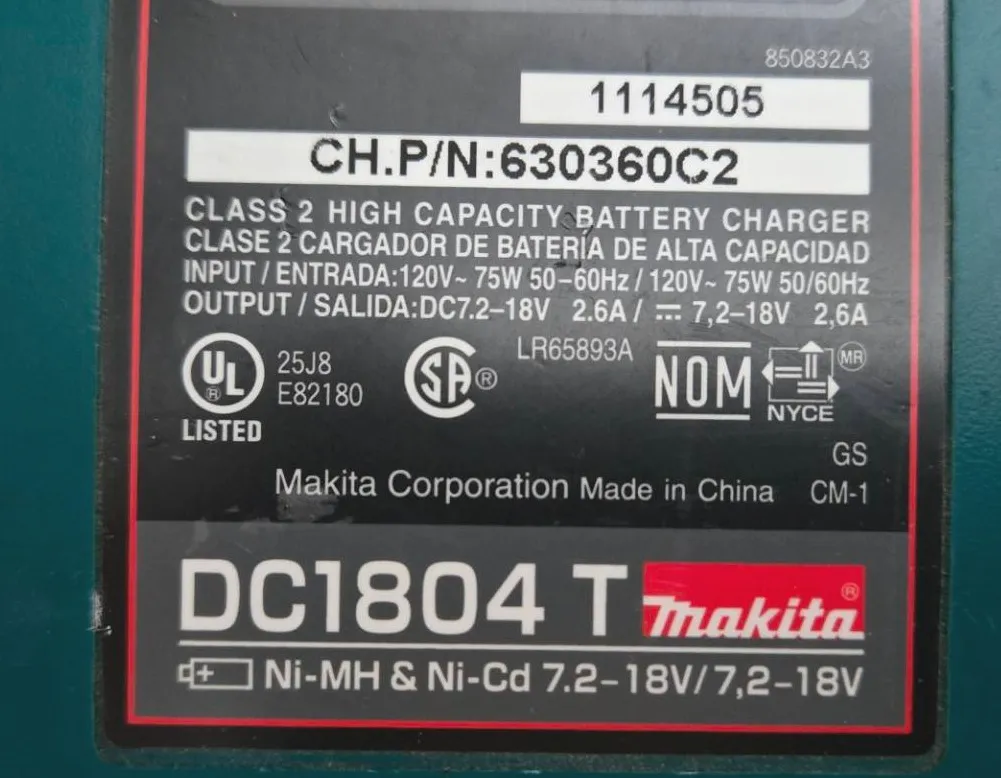 850832A3
1114505
CH.P/N:630360C2
CLASS 2 HIGH CAPACITY BATTERY CHARGER
CLASE 2 CARGADOR DE BATERÍA DE ALTA CAPACIDAD
INPUT / ENTRADA:120V~ 75W 50–60Hz / 120V~ 75W 50/60Hz
OUTPUT / SALIDA:DC7.2–18V 2.6A / ⎓ 7,2–18V 2,6A
UL ® LISTED
25J8
E82180
SA ®
LR65893A
NOM
MR
NYCE
GS
Makita Corporation Made in China CM-1
DC1804 T makita ®
Ni-MH & Ni-Cd 7.2–18V/7,2–18V